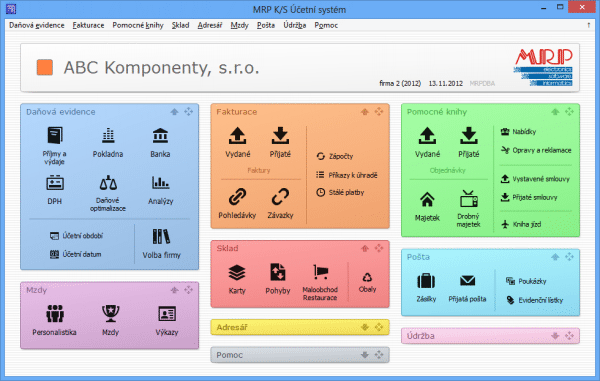 MRP K/S Účetní systém
Daňová evidence Fakturace Pomocné knihy Sklad Adresář Mzdy Pošta Údržba Pomoc
ABC Komponenty, s.r.o.
firma 2 (2012) 13.11.2012 MRPDBA
MRP
electronics
software
informatics
Daňová evidence
Příjmy a
výdaje
Pokladna
Banka
DPH
Daňové
optimalizace
Analýzy
Účetní období
Účetní datum
Volba firmy
Mzdy
Personalistika
Mzdy
Výkazy
Fakturace
Vydané
Přijaté
Faktury
Pohledávky
Závazky
Zápočty
Příkazy k úhradě
Stálé platby
Sklad
Karty
Pohyby
Maloobchod
Restaurace
Obaly
Adresář
Pomoc
Pomocné knihy
Vydané
Přijaté
Objednávky
Majetek
Drobný
majetek
Nabídky
Opravy a reklamace
Vystavené smlouvy
Přijaté smlouvy
Kniha jízd
Pošta
Zásilky
Přijatá pošta
Poukázky
Evidenční lístky
Údržba